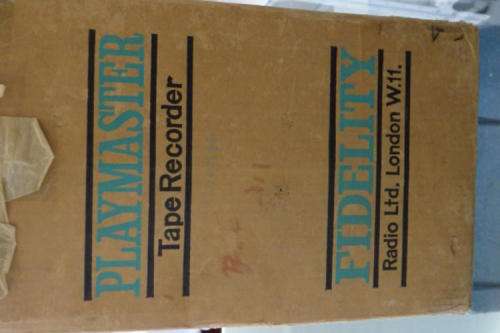 PLAYMASTER
Tape Recorder
FIDELITY
Radio Ltd. London W.11.